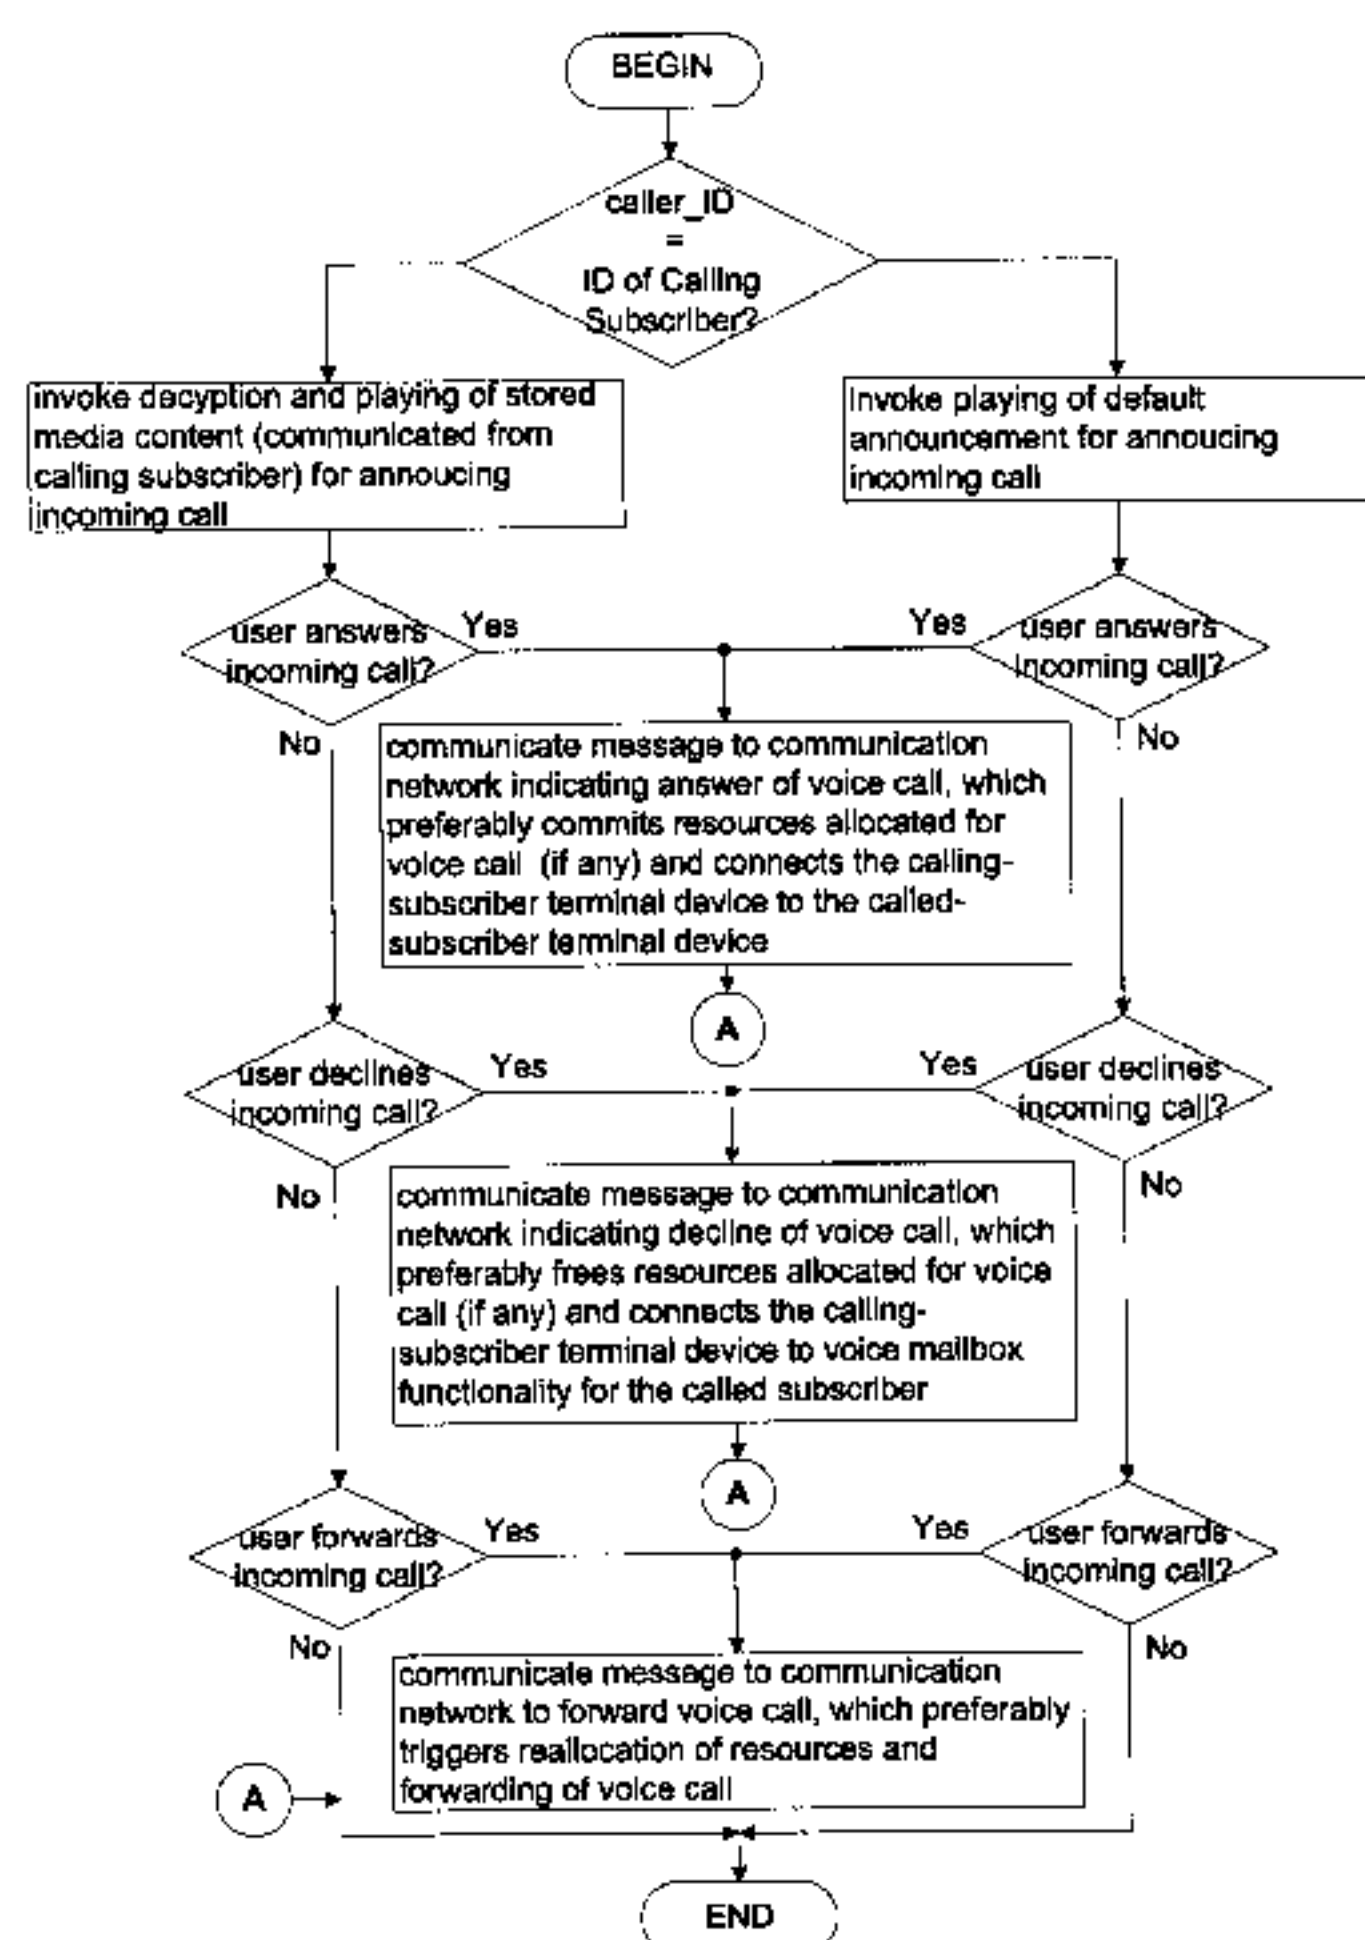 BEGIN
caller_ID
=
ID of Calling
Subscriber?
invoke decyption and playing of stored
media content (communicated from
calling subscriber) for annoucing
incoming call
Invoke playing of default
announcement for annoucing
incoming call
user answers
incoming call?
Yes
No
Yes
user answers
incoming call?
No
communicate message to communication
network indicating answer of voice call, which
preferably commits resources allocated for
voice call (if any) and connects the calling-
subscriber terminal device to the called-
subscriber terminal device
A
user declines
incoming call?
Yes
No
Yes
user declines
incoming call?
No
communicate message to communication
network indicating decline of voice call, which
preferably frees resources allocated for voice
call (if any) and connects the calling-
subscriber terminal device to voice mailbox
functionality for the called subscriber
A
user forwards
incoming call?
Yes
No
Yes
user forwards
incoming call?
No
communicate message to communication
network to forward voice call, which preferably
triggers reallocation of resources and
forwarding of voice call
A
END